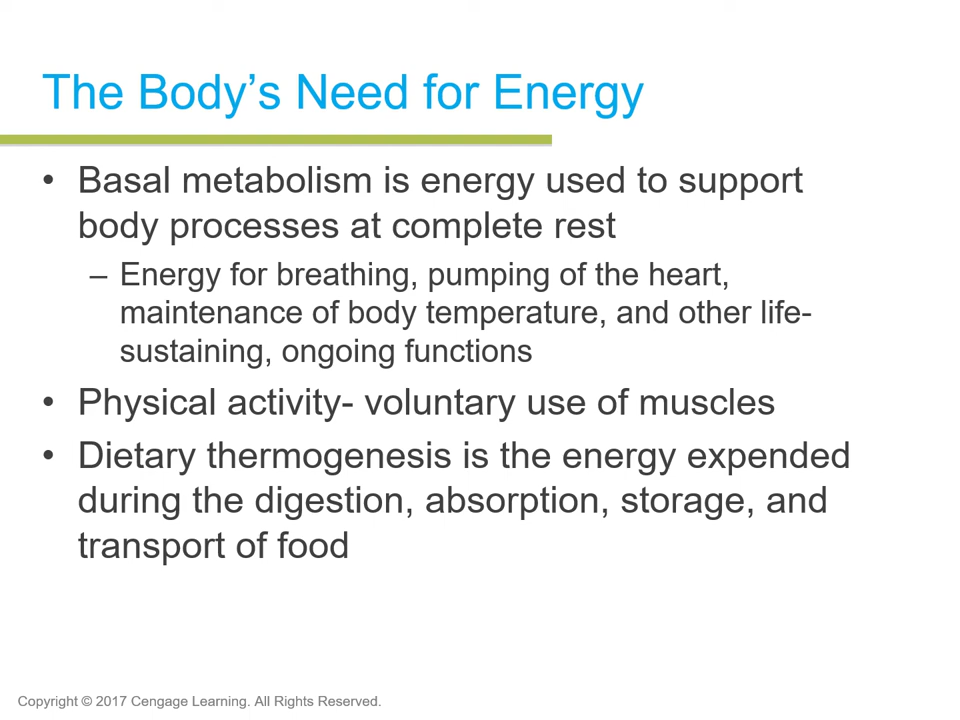 The Body’s Need for Energy
• Basal metabolism is energy used to support
body processes at complete rest
– Energy for breathing, pumping of the heart,
maintenance of body temperature, and other life-
sustaining, ongoing functions
• Physical activity- voluntary use of muscles
• Dietary thermogenesis is the energy expended
during the digestion, absorption, storage, and
transport of food
Copyright © 2017 Cengage Learning. All Rights Reserved.